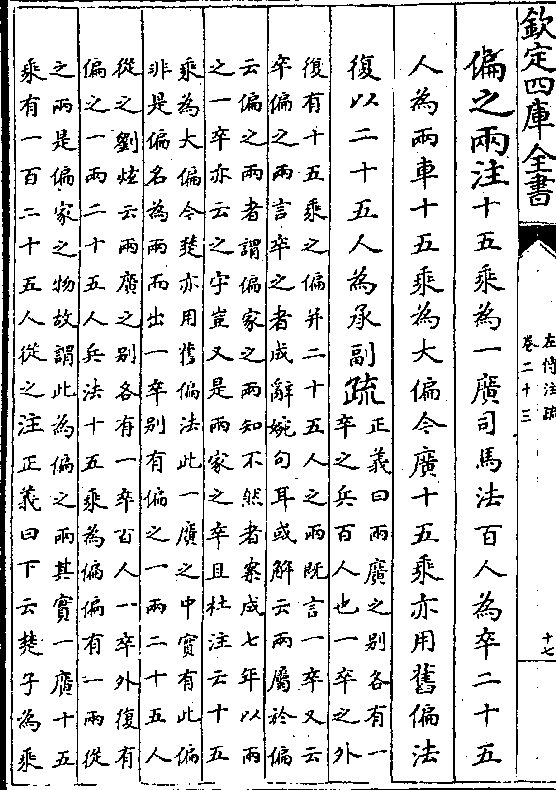 欽定四庫全書
左傳注疏
卷二十三
十七
偏之兩注十五乘為一廣司馬法百人為卒二十五
人為兩車十五乘為大偏今廣十五乘亦用舊偏法
復以二十五人為承副疏正義曰兩廣之别各有一
卒之兵百人也一卒之外
復有十五乘之偏并二十五人之兩既言一卒又云
卒偏之兩言卒之者成辭婉句耳或解云兩屬於偏
云偏之兩者謂偏家之兩知不然者案成七年以兩
之一卒亦云之字豈又是兩家之卒且杜注云十五
乘為大偏今楚亦用舊偏法此一廣之中實有此偏
非是偏名為兩而出一卒别有偏之一兩二十五人
從之劉炫云兩廣之别各有一卒百人一卒外復有
偏之一兩二十五人兵法十五乘為偏偏有一兩從
之兩是偏家之物故謂此為偏之兩其實一廣十五
乘有一百二十五人從之注正義曰下云楚子為乘